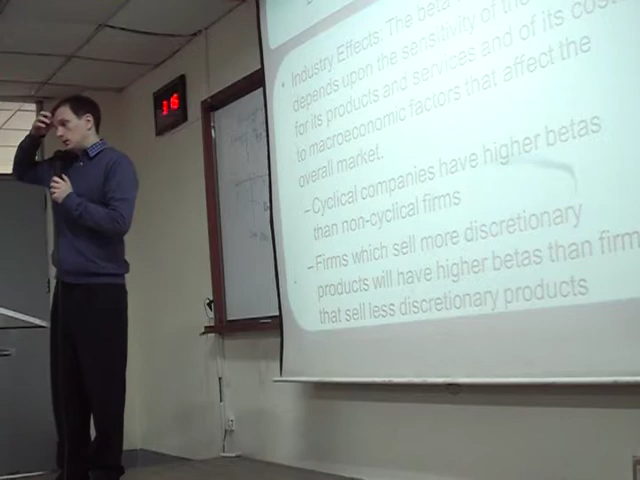 3 16
• Industry Effects: The beta
depends upon the sensitivity of the
for its products and services and of its cost
to macroeconomic factors that affect the
overall market.
–Cyclical companies have higher betas
than non-cyclical firms
–Firms which sell more discretionary
products will have higher betas than firm
that sell less discretionary products